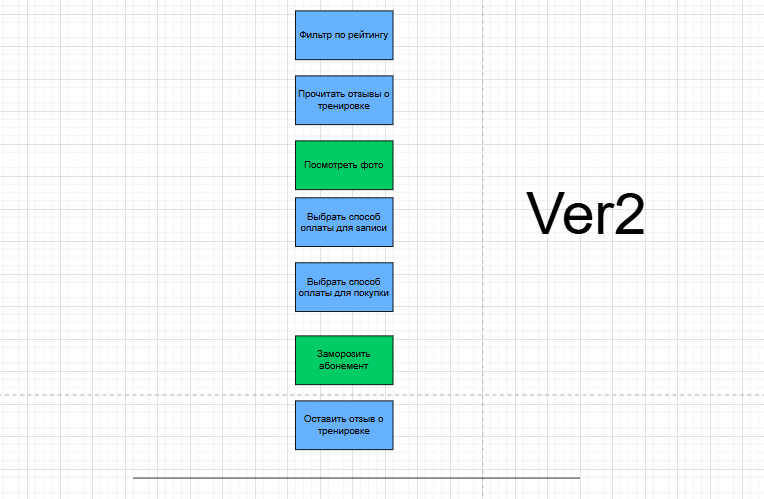 Фильтр по рейтингу
Прочитать отзывы о
тренировке
Посмотреть фото
Выбрать способ
оплаты для записи
Ver2
Выбрать способ
оплаты для покупки
Заморозить
абонемент
Оставить отзыв о
тренировке